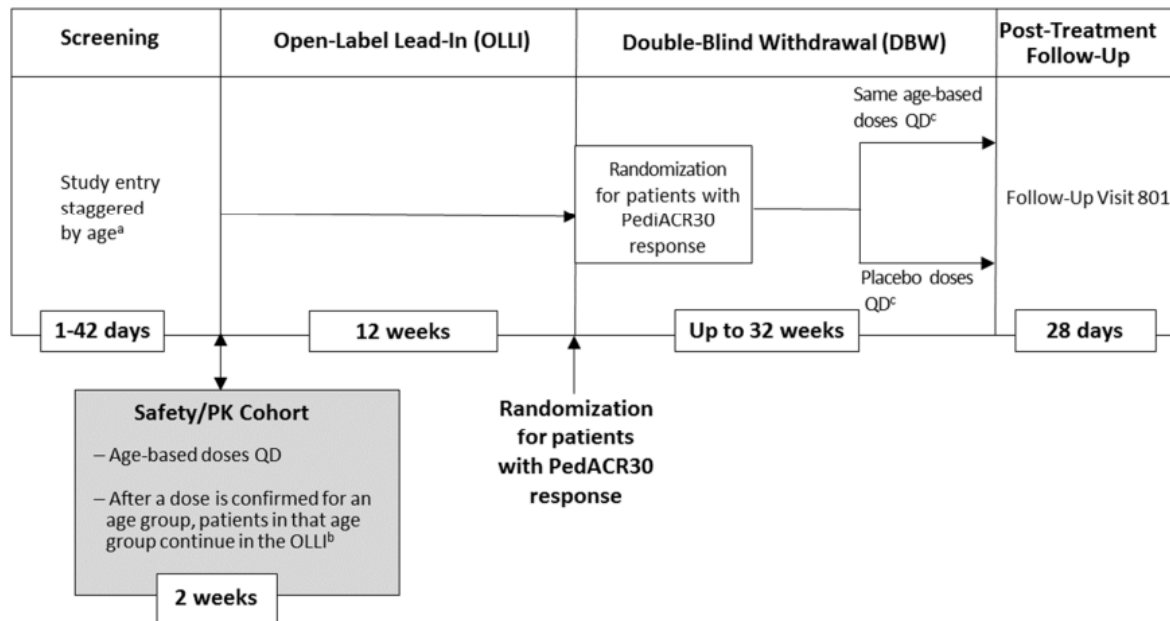 Screening
Open-Label Lead-In (OLLI)
Double-Blind Withdrawal (DBW)
Post-Treatment
Follow-Up
Study entry
staggered
by ageᵃ
Randomization
for patients with
PediACR30
response
Same age-based
doses QDᶜ
Placebo doses
QDᶜ
Follow-Up Visit 801
1-42 days
12 weeks
Up to 32 weeks
28 days
Safety/PK Cohort
– Age-based doses QD
– After a dose is confirmed for an
age group, patients in that age
group continue in the OLLIᵇ
2 weeks
Randomization
for patients
with PedACR30
response